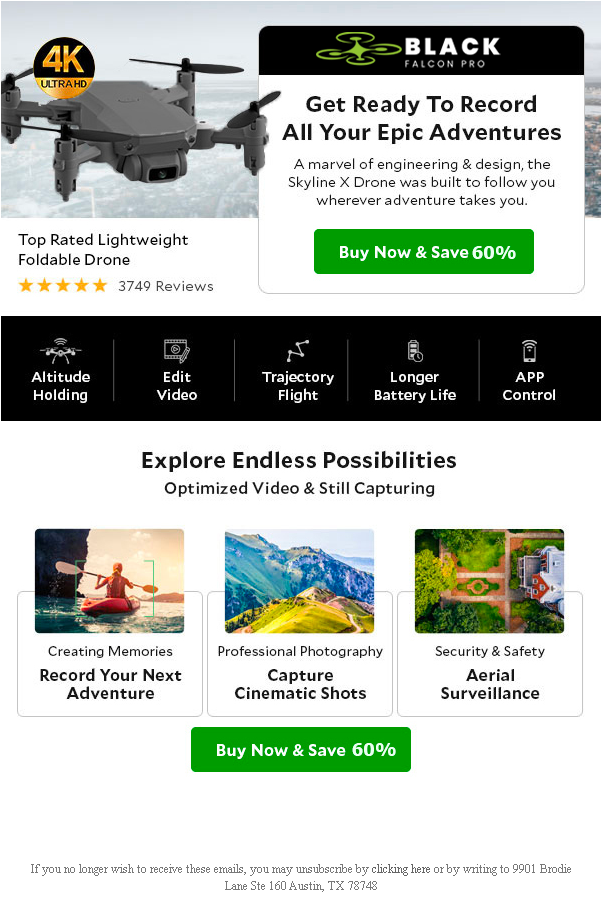 4K
ULTRA HD
BLACK
FALCON PRO
Get Ready To Record
All Your Epic Adventures
A marvel of engineering & design, the
Skyline X Drone was built to follow you
wherever adventure takes you.
Buy Now & Save 60%
Top Rated Lightweight
Foldable Drone
3749 Reviews
Altitude
Holding
Edit
Video
Trajectory
Flight
Longer
Battery Life
APP
Control
Explore Endless Possibilities
Optimized Video & Still Capturing
Creating Memories
Record Your Next
Adventure
Professional Photography
Capture
Cinematic Shots
Security & Safety
Aerial
Surveillance
Buy Now & Save 60%
If you no longer wish to receive these emails, you may unsubscribe by clicking here or by writing to 9901 Brodie
Lane Ste 160 Austin, TX 78748